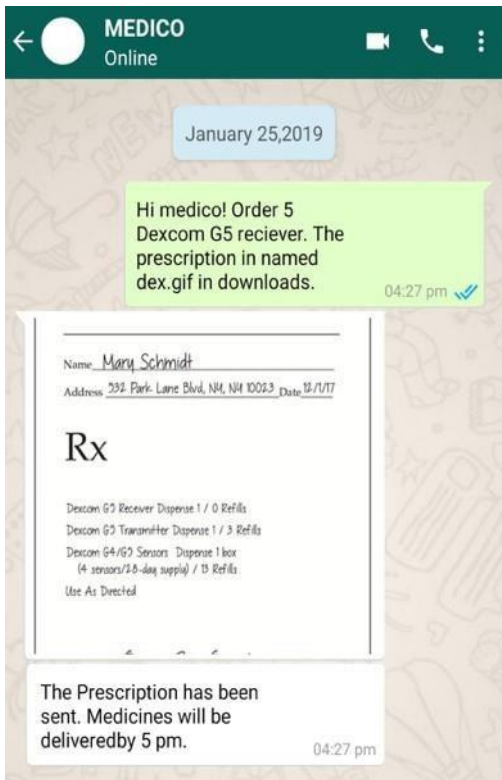 MEDICO
Online
January 25,2019
Hi medico! Order 5
Dexcom G5 reciever. The
prescription in named
dex.gif in downloads.
04:27 pm
Name Mary Schmidt
Address 932 Park Lane Blvd, NY, NY 10023 Date 12/1/17
Rx
Dexcom G5 Receiver Dispense 1 / 0 Refills
Dexcom G5 Transmitter Dispense 1 / 3 Refills
Dexcom G4/G5 Sensors Dispense 1 box
(4 sensors/28-day supply) / 13 Refills
Use As Directed
The Prescription has been
sent. Medicines will be
deliveredby 5 pm.
04:27 pm